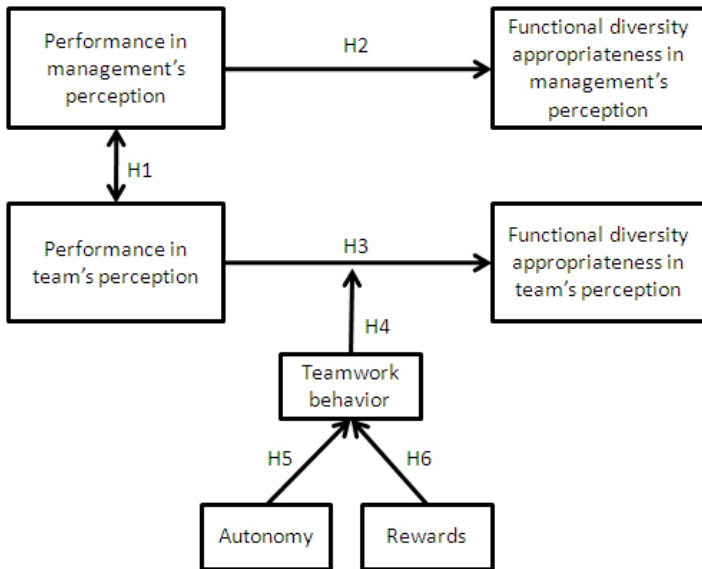 Performance in
management's
perception
H2
Functional diversity
appropriateness in
management's
perception
H1
Performance in
team's perception
H3
Functional diversity
appropriateness in
team's perception
H4
Teamwork
behavior
H5
H6
Autonomy
Rewards